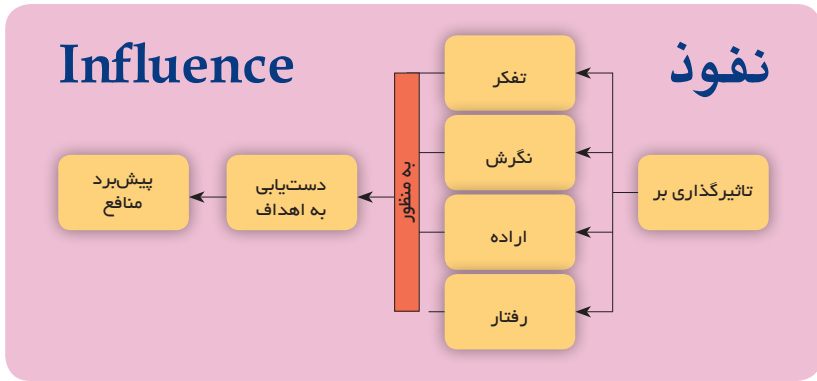 نفوذ
Influence
تاثیرگذاری بر
تفکر
نگرش
اراده
رفتار
به منظور
دست‌یابی
به اهداف
پیش‌برد
منافع